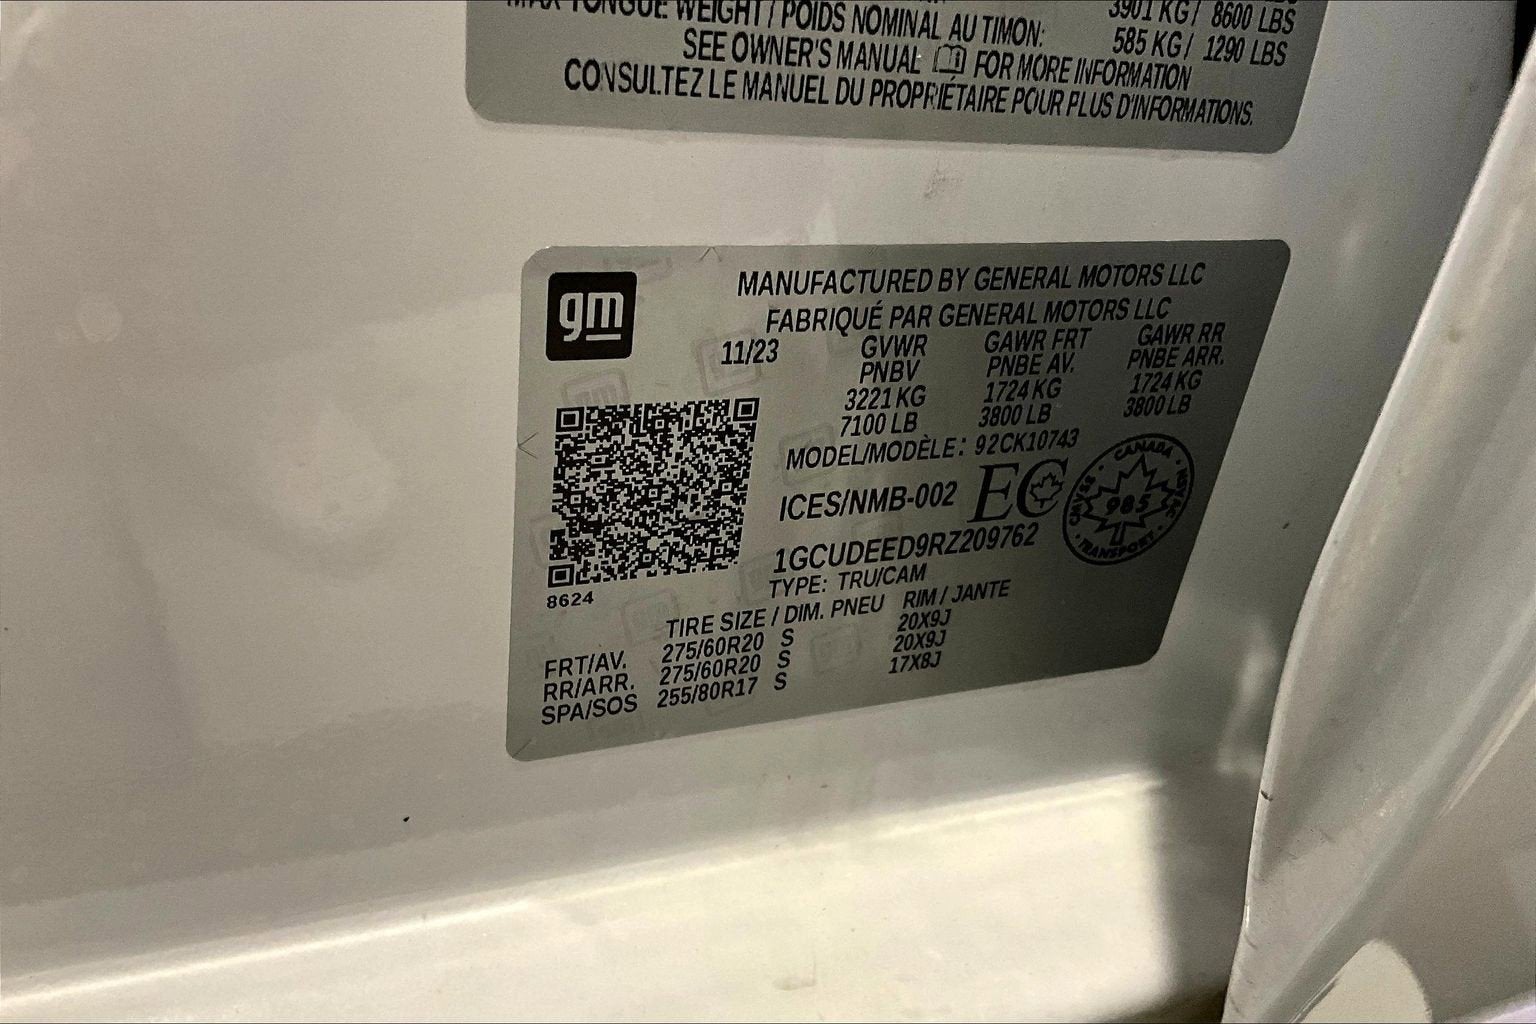 3901 KG / 8600 LBS
MAX TONGUE WEIGHT / POIDS NOMINAL AU TIMON: 585 KG / 1290 LBS
SEE OWNER'S MANUAL FOR MORE INFORMATION
CONSULTEZ LE MANUEL DU PROPRIÉTAIRE POUR PLUS D'INFORMATIONS.
gm
MANUFACTURED BY GENERAL MOTORS LLC
FABRIQUÉ PAR GENERAL MOTORS LLC
11/23 GVWR GAWR FRT GAWR RR
PNBV PNBE AV. PNBE ARR.
3221 KG 1724 KG 1724 KG
7100 LB 3800 LB 3800 LB
MODEL/MODÈLE: 92CK10743
ICES/NMB-002 EC
CANADA
CMVSS 985 NSVAC
TRANSPORT
1GCUDEED9RZ209762
TYPE: TRU/CAM
8624
TIRE SIZE / DIM. PNEU RIM / JANTE
FRT/AV. 275/60R20 S 20X9J
RR/ARR. 275/60R20 S 20X9J
SPA/SOS 255/80R17 S 17X8J